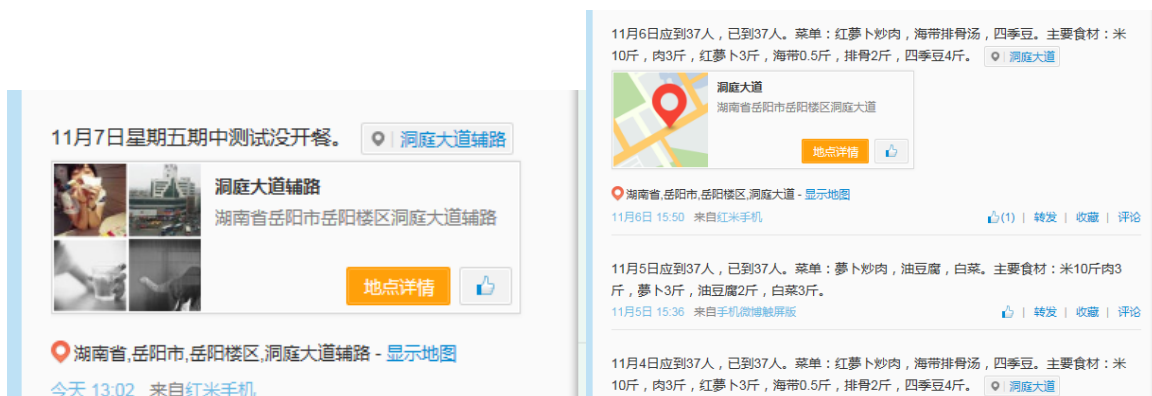 11月7日星期五期中测试没开餐。 洞庭大道辅路
洞庭大道辅路
湖南省岳阳市岳阳楼区洞庭大道辅路
地点详情
湖南省,岳阳市,岳阳楼区,洞庭大道辅路 - 显示地图
今天 13:02 来自红米手机
11月6日应到37人，已到37人。菜单：红萝卜炒肉，海带排骨汤，四季豆。主要食材：米
10斤，肉3斤，红萝卜3斤，海带0.5斤，排骨2斤，四季豆4斤。 洞庭大道
洞庭大道
湖南省岳阳市岳阳楼区洞庭大道
地点详情
湖南省,岳阳市,岳阳楼区,洞庭大道 - 显示地图
11月6日 15:50 来自红米手机 (1) | 转发 | 收藏 | 评论
11月5日应到37人，已到37人。菜单：萝卜炒肉，油豆腐，白菜。主要食材：米10斤肉3
斤，萝卜3斤，油豆腐2斤，白菜3斤。
11月5日 15:36 来自手机微博触屏版 | 转发 | 收藏 | 评论
11月4日应到37人，已到37人。菜单：红萝卜炒肉，海带排骨汤，四季豆。主要食材：米
10斤，肉3斤，红萝卜3斤，海带0.5斤，排骨2斤，四季豆4斤。 洞庭大道